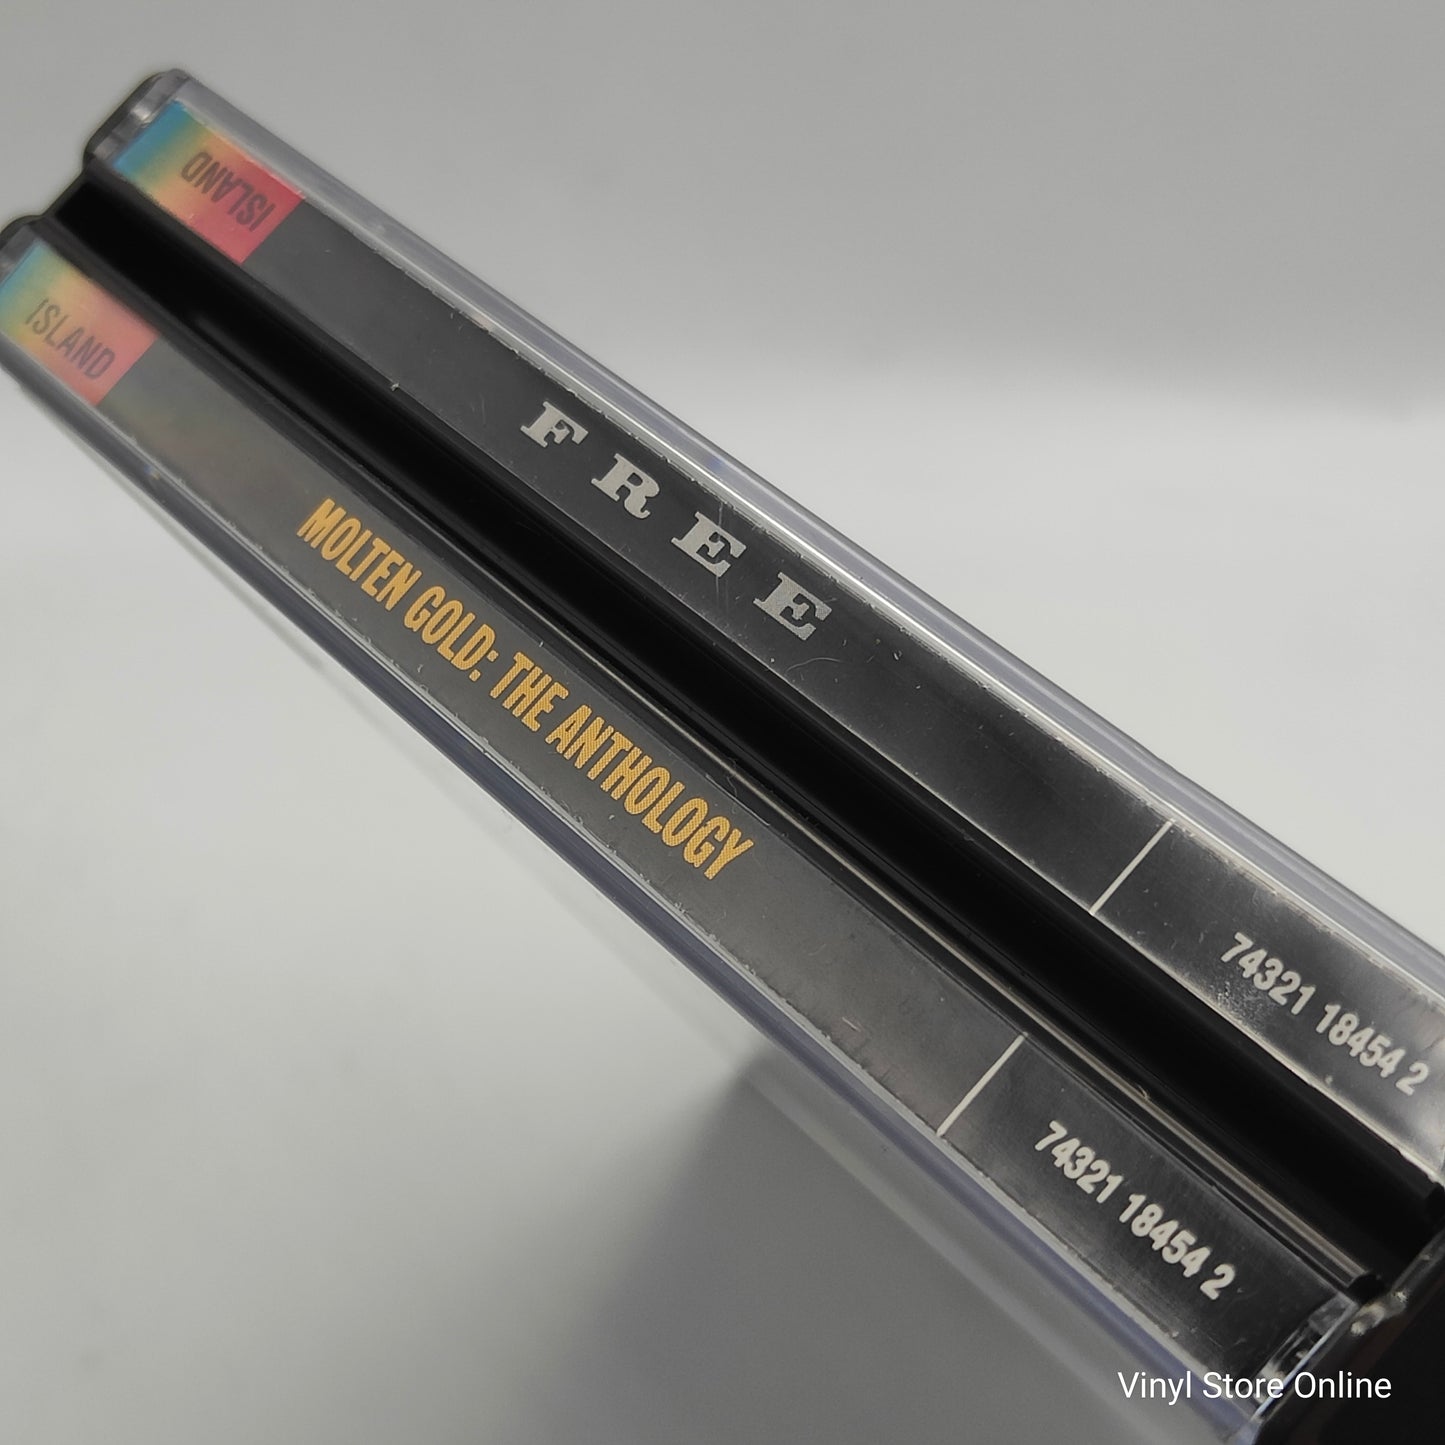 ISLAND
FREE
74321 18454 2
ISLAND
MOLTEN GOLD: THE ANTHOLOGY
74321 18454 2
Vinyl Store Online